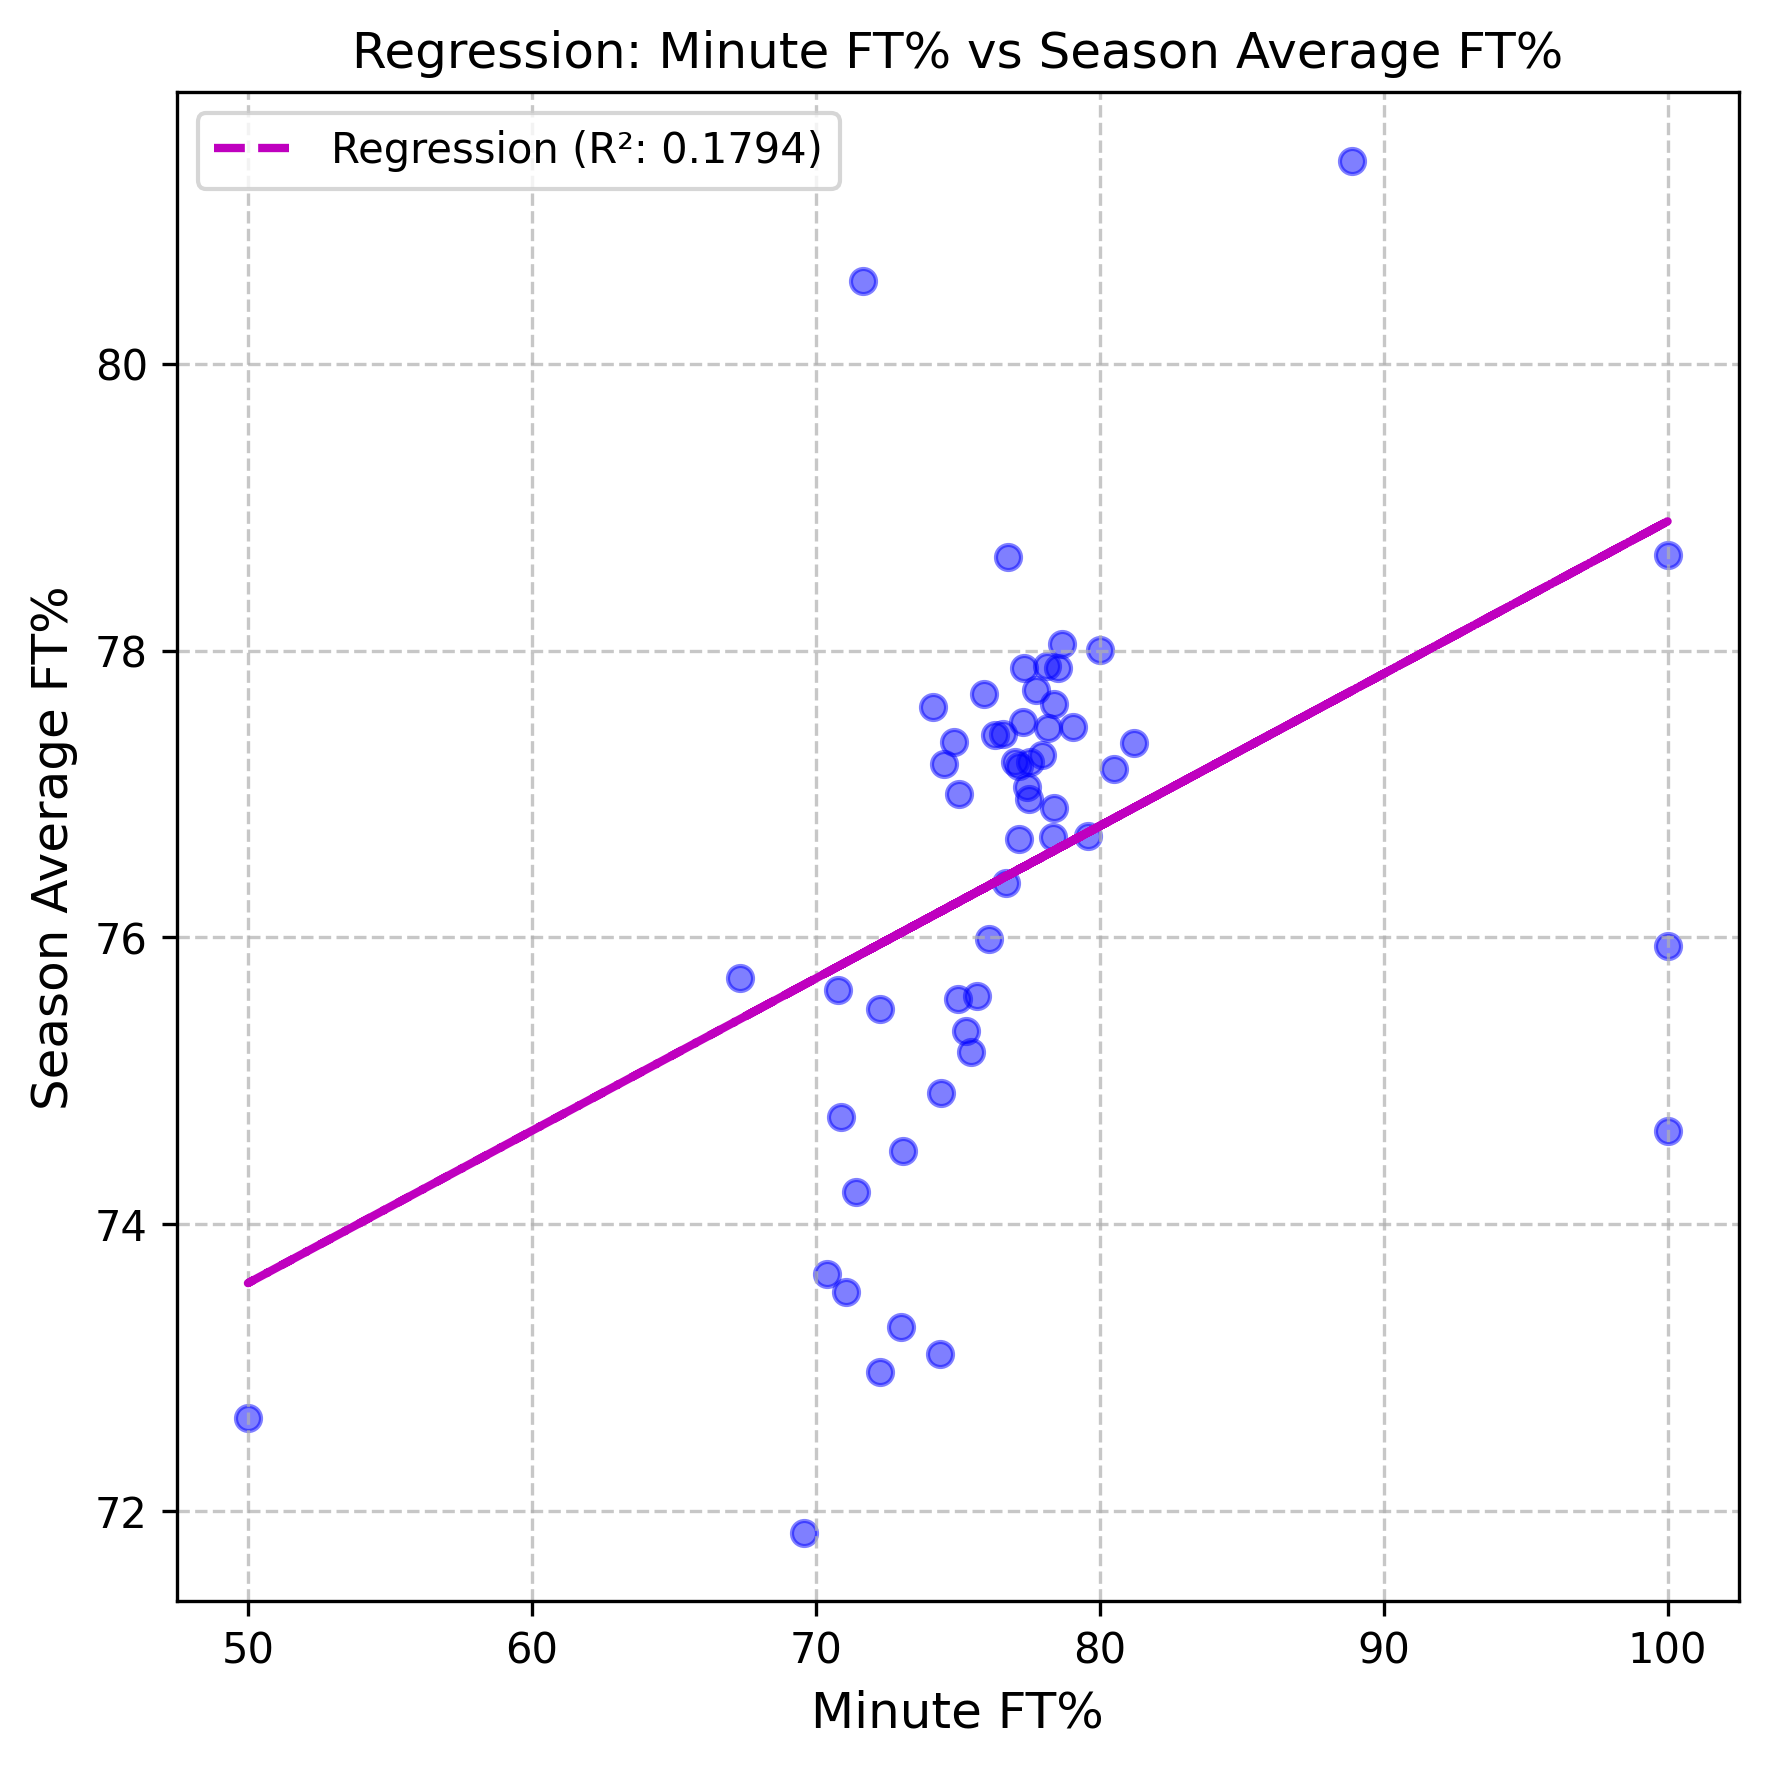 Regression: Minute FT% vs Season Average FT%
Regression (R²: 0.1794)
80
78
76
74
72
Season Average FT%
50 60 70 80 90 100
Minute FT%